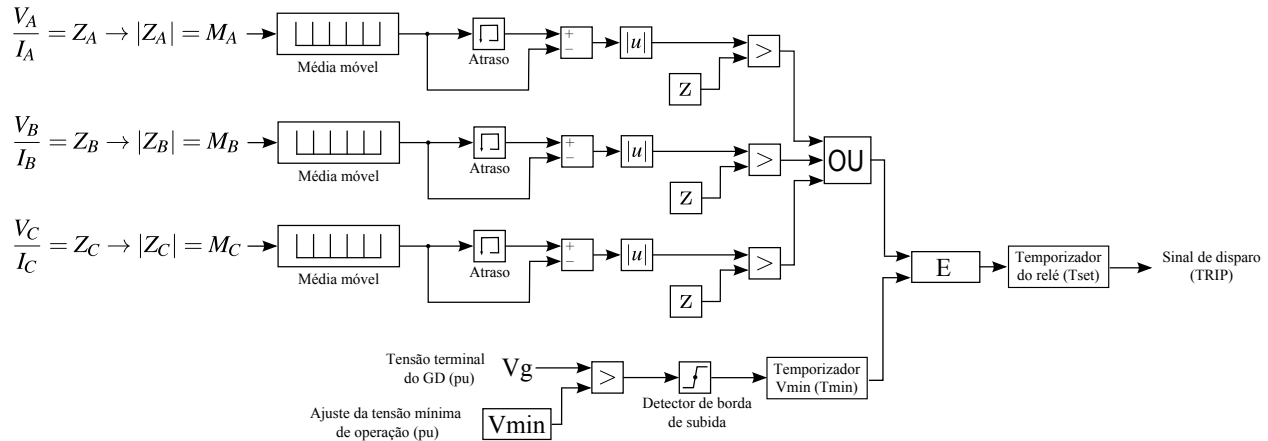 V_A/I_A = Z_A → |Z_A| = M_A
Média móvel
Atraso
+
−
|u|
Z
>
V_B/I_B = Z_B → |Z_B| = M_B
Média móvel
Atraso
+
−
|u|
Z
>
OU
V_C/I_C = Z_C → |Z_C| = M_C
Média móvel
Atraso
+
−
|u|
Z
>
E
Temporizador
do relé (Tset)
Sinal de disparo
(TRIP)
Tensão terminal
do GD (pu)
Vg
>
Detector de borda
de subida
Temporizador
Vmin (Tmin)
Ajuste da tensão mínima
de operação (pu)
Vmin